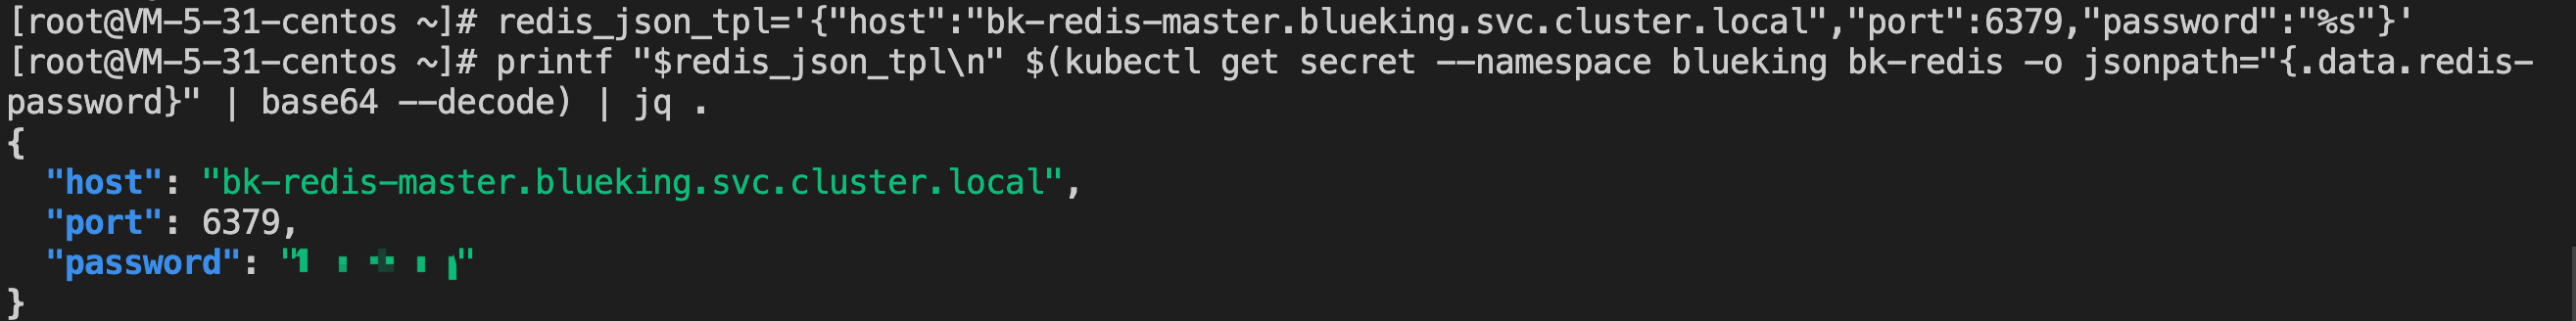 [root@VM-5-31-centos ~]# redis_json_tpl='{"host":"bk-redis-master.blueking.svc.cluster.local","port":6379,"password":"%s"}'
[root@VM-5-31-centos ~]# printf "$redis_json_tpl\n" $(kubectl get secret --namespace blueking bk-redis -o jsonpath="{.data.redis-
password}" | base64 --decode) | jq .
{
  "host": "bk-redis-master.blueking.svc.cluster.local",
  "port": 6379,
  "password": ""
}